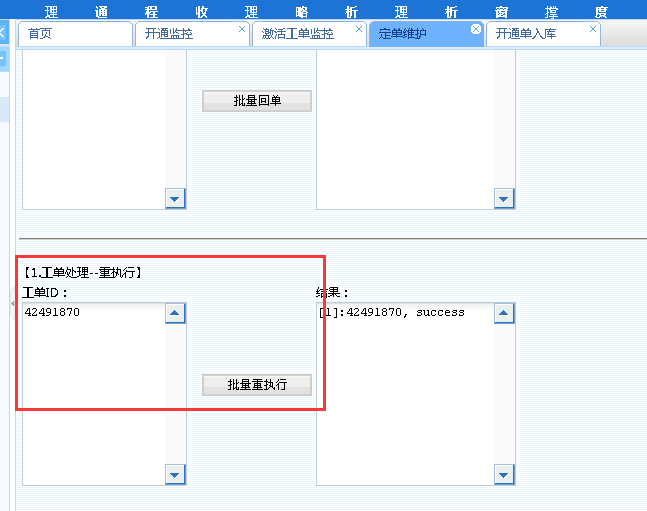 理 通 程 收 理 略 析 理 析 窗 撑 度
首页 开通监控 激活工单监控 定单维护 开通单入库
批量回单
【1.工单处理--重执行】
工单ID： 结果：
42491870 [1]:42491870, success
批量重执行